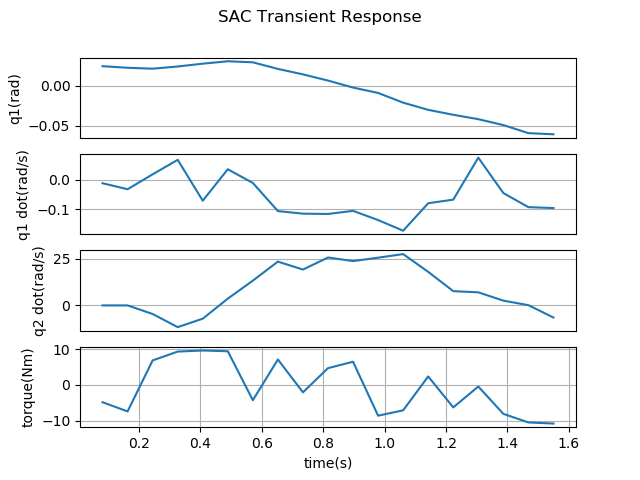 SAC Transient Response
q1(rad)
0.00
−0.05
q1 dot(rad/s)
0.0
−0.1
q2 dot(rad/s)
25
0
torque(Nm)
10
0
−10
0.2 0.4 0.6 0.8 1.0 1.2 1.4 1.6
time(s)